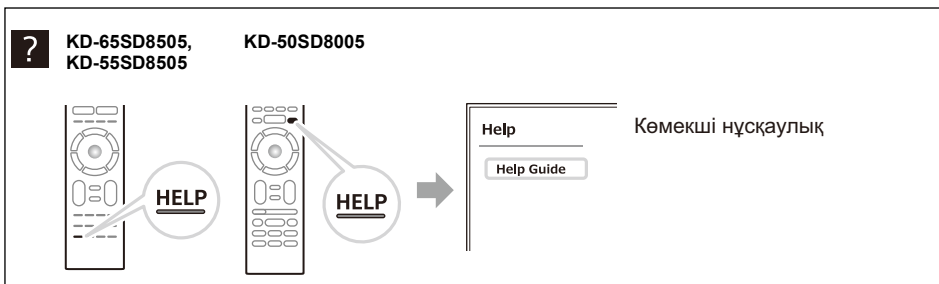 ?
KD-65SD8505,
KD-55SD8505
KD-50SD8005
HELP
HELP
Help
Help Guide
Көмекші нұсқаулық